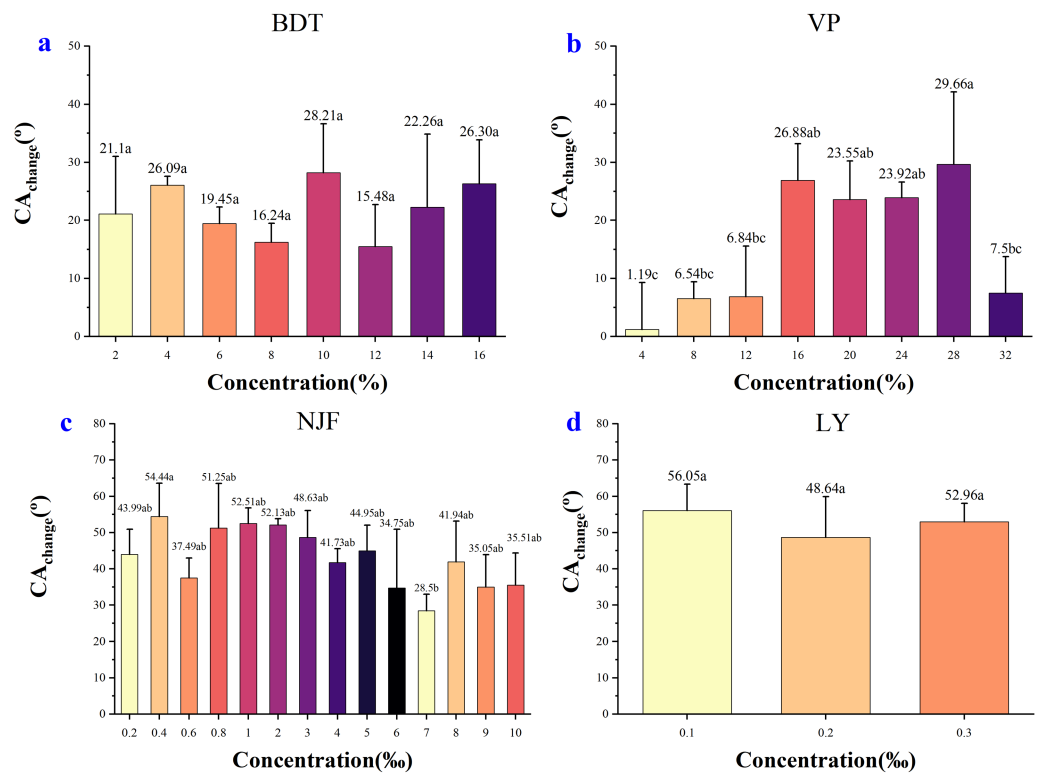 BDT
a
CAchange(º)
50
40
30
20
10
0
21.1a
26.09a
19.45a
16.24a
28.21a
15.48a
22.26a
26.30a
2 4 6 8 10 12 14 16
Concentration(%)
VP
b
CAchange(º)
50
40
30
20
10
0
1.19c
6.54bc
6.84bc
26.88ab
23.55ab
23.92ab
29.66a
7.5bc
4 8 12 16 20 24 28 32
Concentration(%)
NJF
c
CAchange(º)
80
70
60
50
40
30
20
10
0
43.99ab
54.44a
37.49ab
51.25ab
52.51ab
52.13ab
48.63ab
41.73ab
44.95ab
34.75ab
28.5b
41.94ab
35.05ab
35.51ab
0.2 0.4 0.6 0.8 1 2 3 4 5 6 7 8 9 10
Concentration(‰)
LY
d
CAchange(º)
80
70
60
50
40
30
20
10
0
56.05a
48.64a
52.96a
0.1 0.2 0.3
Concentration(‰)